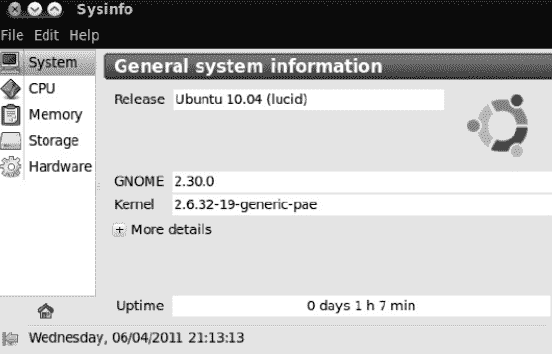 Sysinfo
File Edit Help
System
CPU
Memory
Storage
Hardware
General system information
Release Ubuntu 10.04 (lucid)
GNOME 2.30.0
Kernel 2.6.32-19-generic-pae
More details
Uptime 0 days 1 h 7 min
Wednesday, 06/04/2011 21:13:13